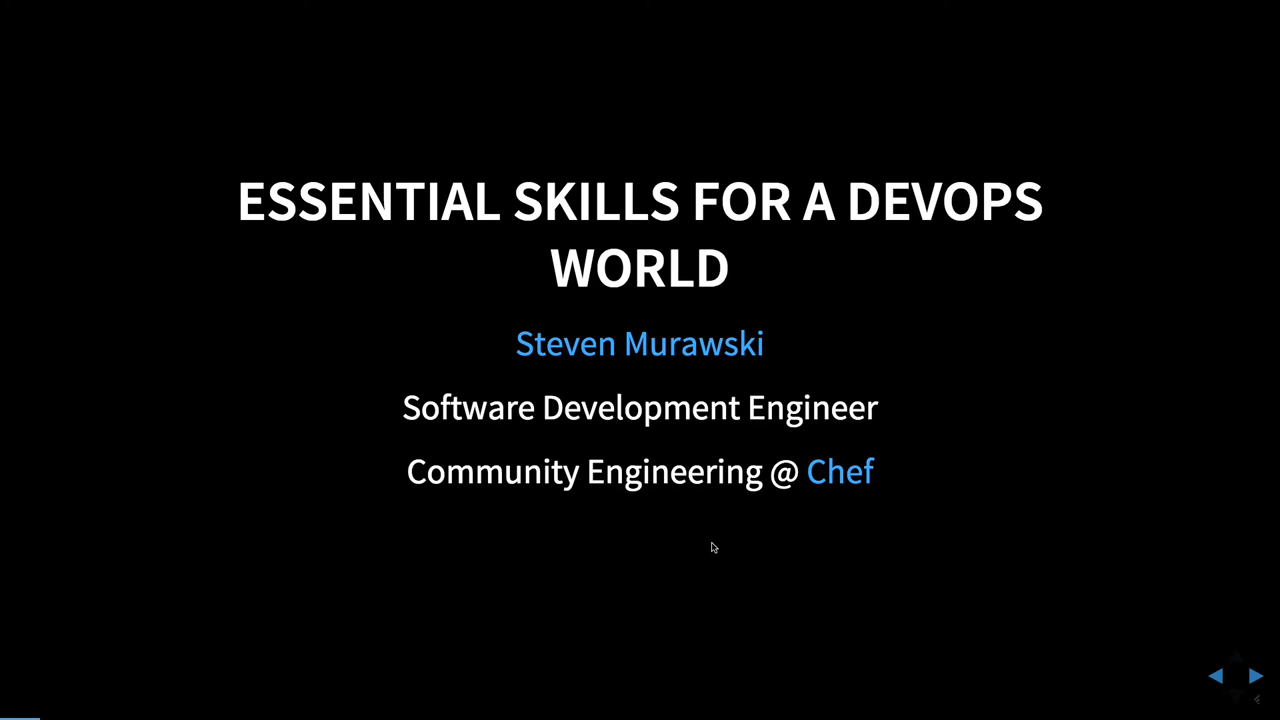 ESSENTIAL SKILLS FOR A DEVOPS
WORLD
Steven Murawski
Software Development Engineer
Community Engineering @ Chef